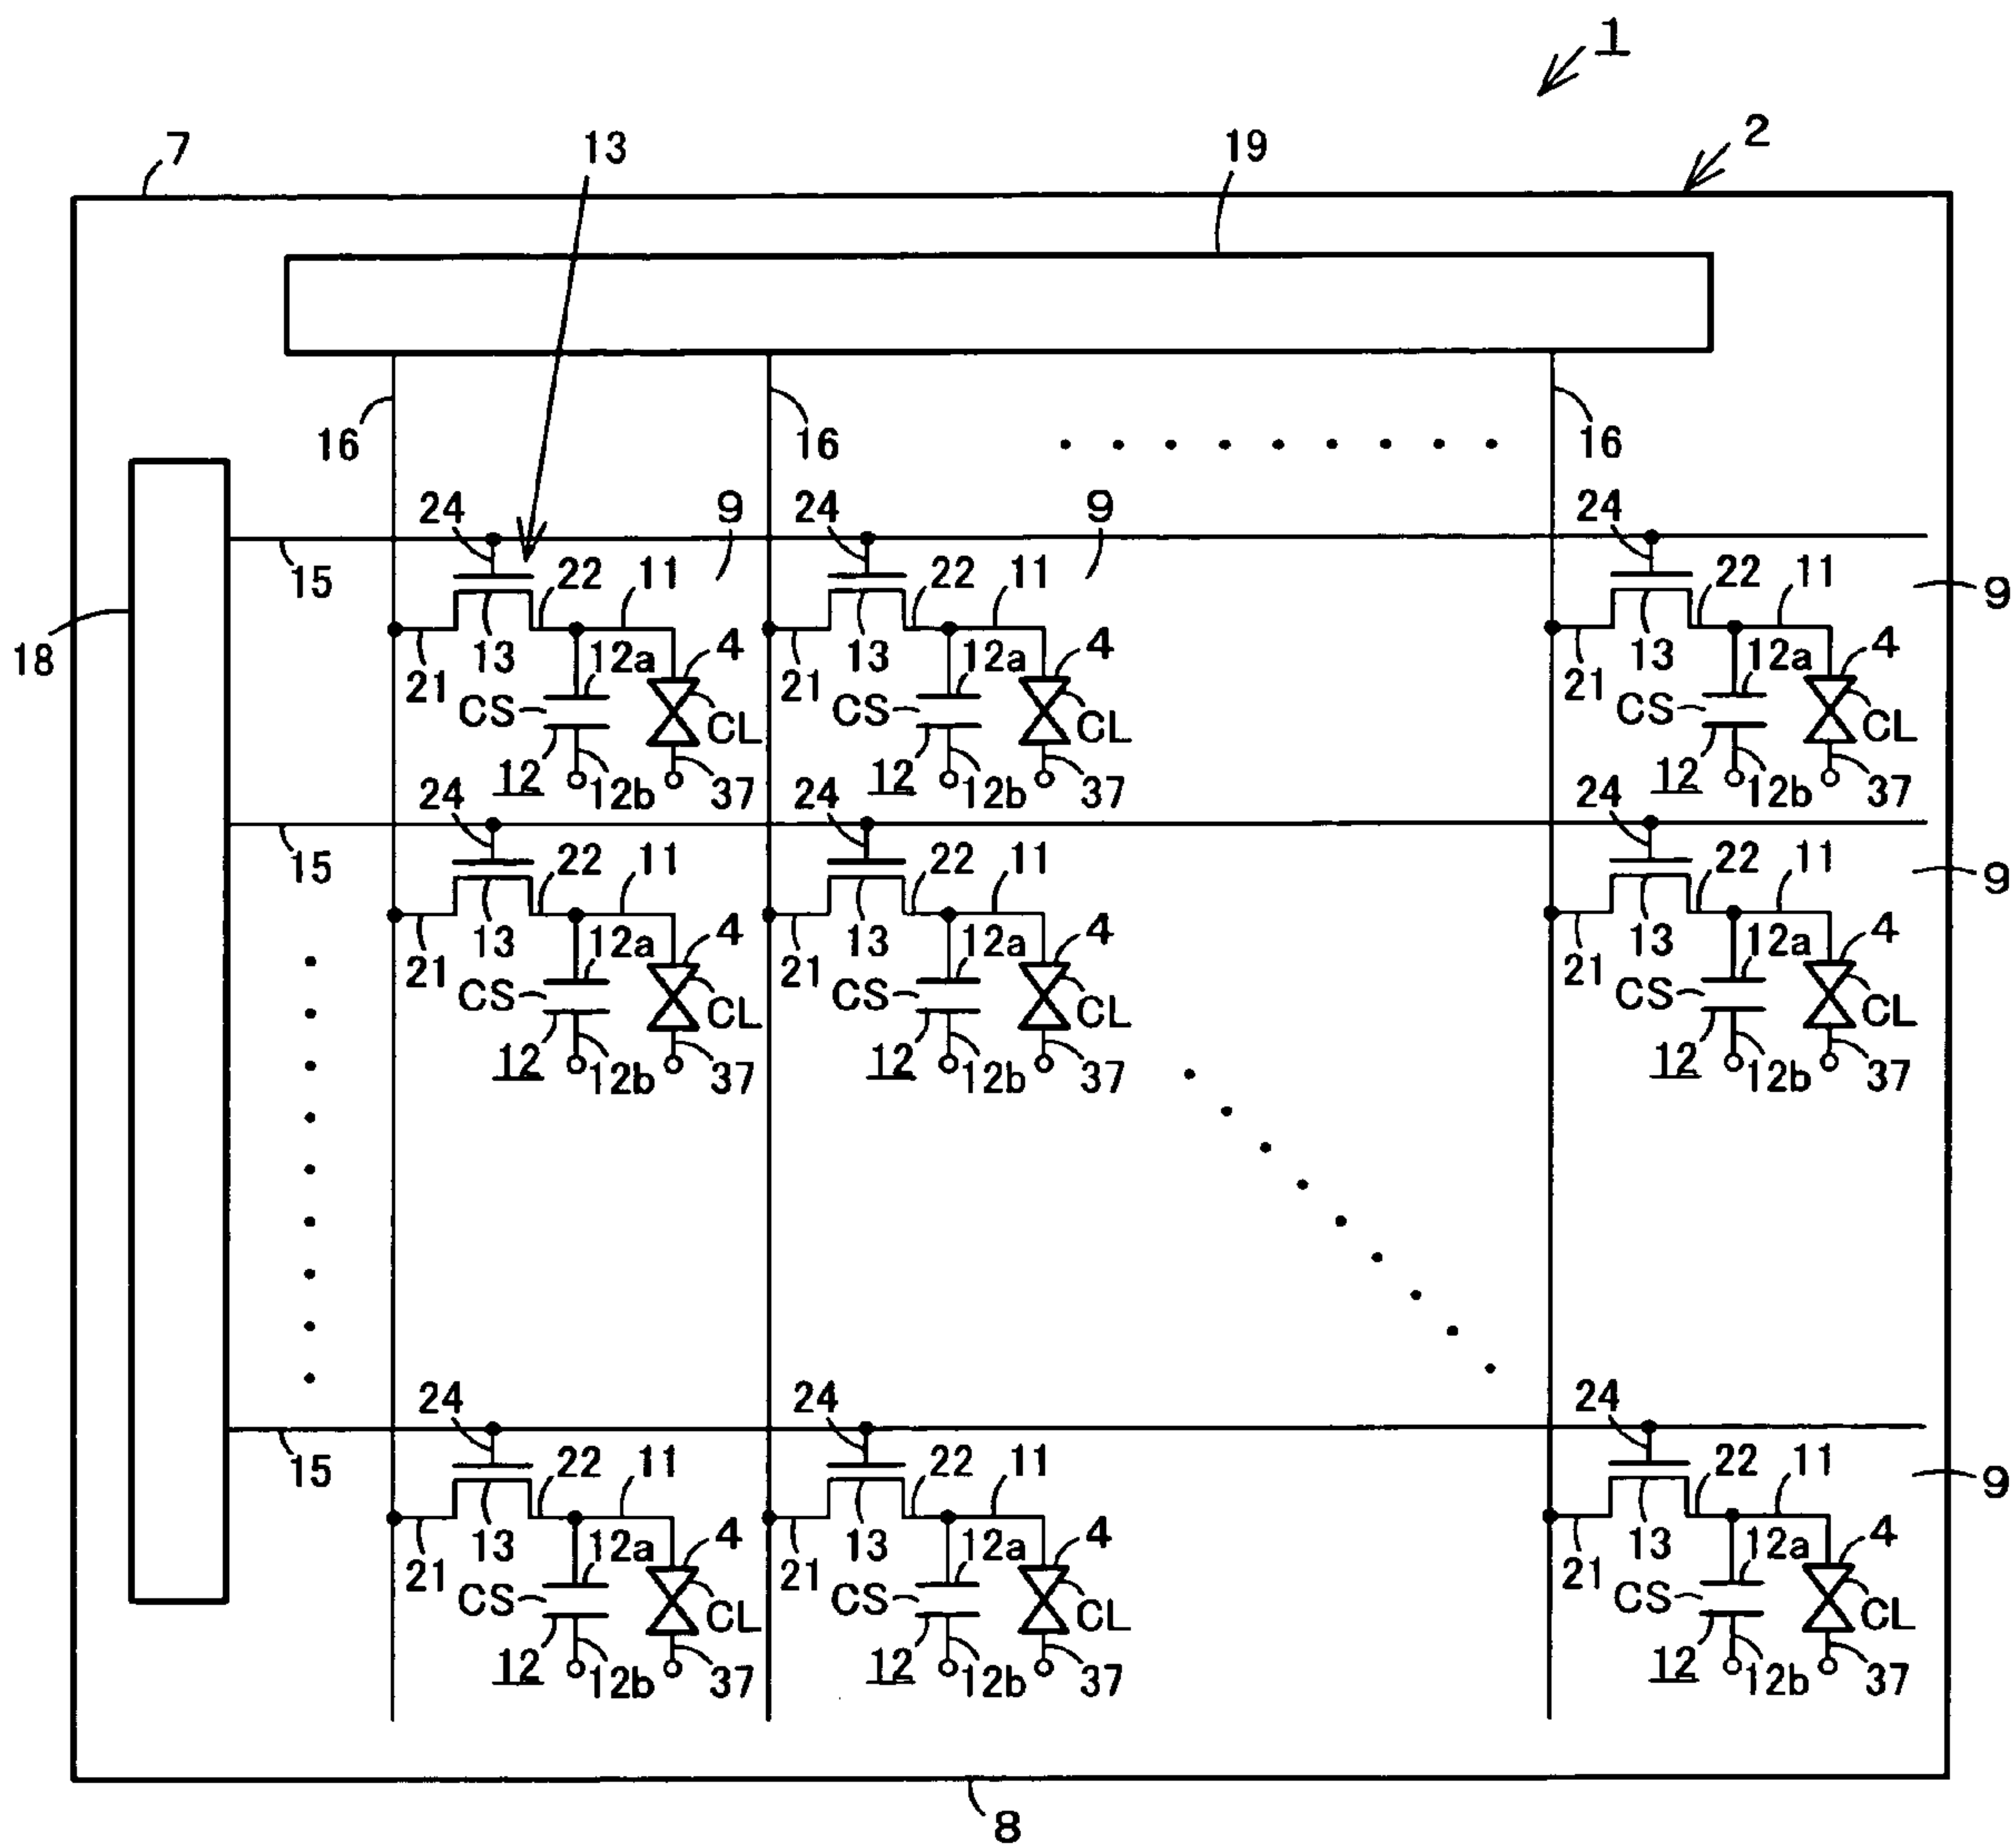 1
7 13 19 2
16 16 16
24 9 24 9 24
15 22 11 22 11 22 11 9
18 21 13 12a 4 21 13 12a 4 21 13 12a 4
CS CL CS CL CS CL
12 12b 37 12 12b 37 12 12b 37
24 24 24
15 22 11 22 11 22 11 9
21 13 12a 4 21 13 12a 4 21 13 12a 4
CS CL CS CL CS CL
12 12b 37 12 12b 37 12 12b 37
24 24 24
15 22 11 22 11 22 11 9
21 13 12a 4 21 13 12a 4 21 13 12a 4
CS CL CS CL CS CL
12 12b 37 12 12b 37 12 12b 37
8